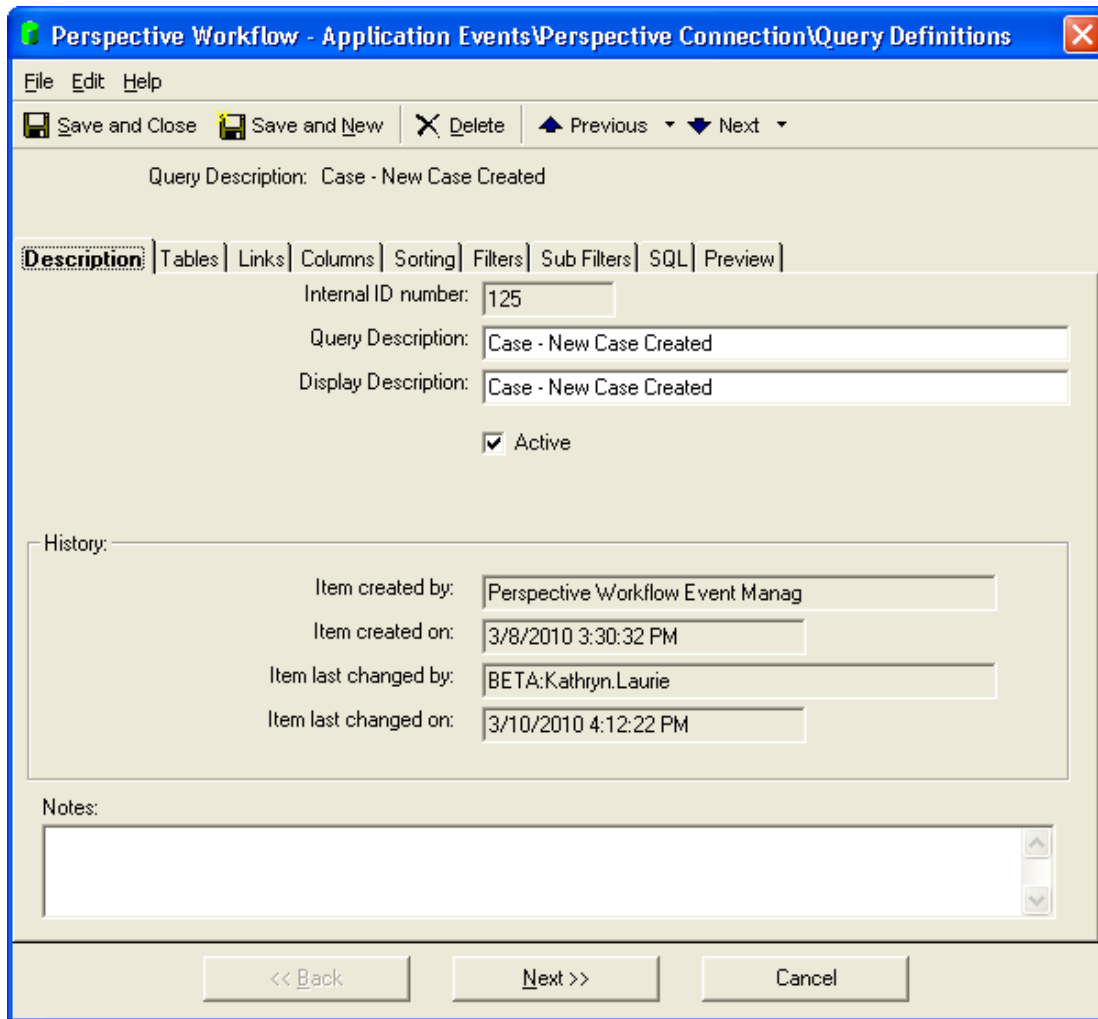 Perspective Workflow - Application Events\Perspective Connection\Query Definitions
File Edit Help
Save and Close Save and New Delete Previous Next
Query Description: Case - New Case Created
Description Tables Links Columns Sorting Filters Sub Filters SQL Preview
Internal ID number: 125
Query Description: Case - New Case Created
Display Description: Case - New Case Created
Active
History:
Item created by: Perspective Workflow Event Manag
Item created on: 3/8/2010 3:30:32 PM
Item last changed by: BETA:Kathryn.Laurie
Item last changed on: 3/10/2010 4:12:22 PM
Notes:
<< Back Next >> Cancel